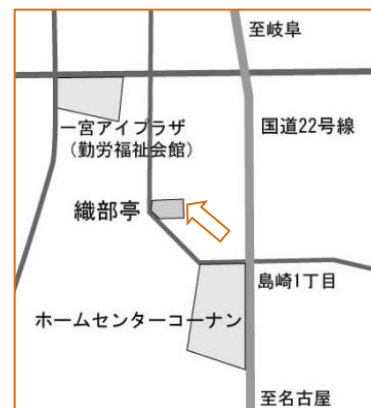 至岐阜
一宮アイプラザ
(勤労福祉会館)
国道22号線
織部亭
島崎1丁目
ホームセンターコーナン
至名古屋